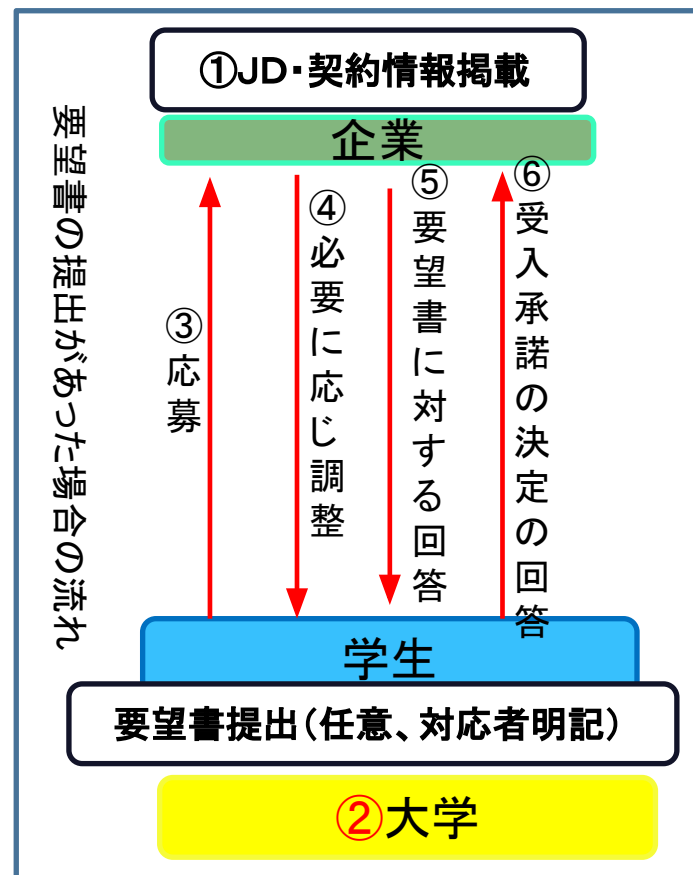 ①JD・契約情報掲載
企業
要望書の提出があった場合の流れ
③応募
④必要に応じ調整
⑤要望書に対する回答
⑥受入承諾の決定の回答
学生
要望書提出（任意、対応者明記）
②大学